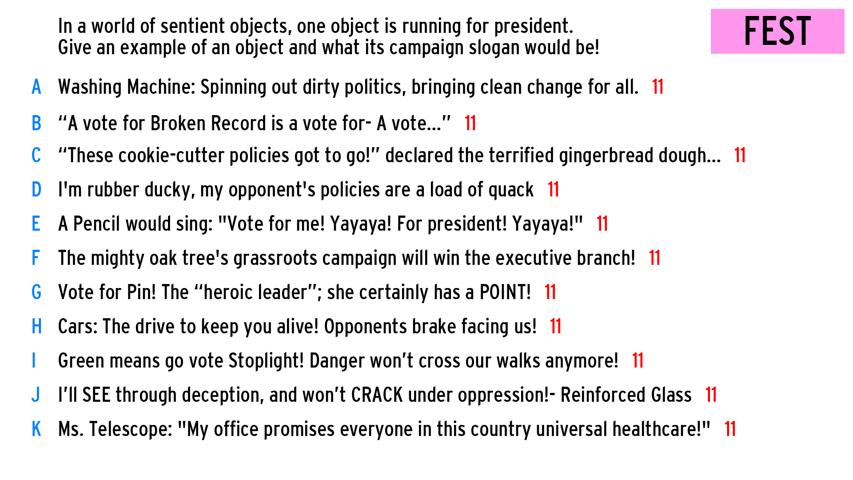 In a world of sentient objects, one object is running for president.
Give an example of an object and what its campaign slogan would be!
FEST
A Washing Machine: Spinning out dirty politics, bringing clean change for all. 11
B “A vote for Broken Record is a vote for- A vote...” 11
C “These cookie-cutter policies got to go!” declared the terrified gingerbread dough... 11
D I'm rubber ducky, my opponent's policies are a load of quack 11
E A Pencil would sing: "Vote for me! Yayaya! For president! Yayaya!" 11
F The mighty oak tree's grassroots campaign will win the executive branch! 11
G Vote for Pin! The “heroic leader”; she certainly has a POINT! 11
H Cars: The drive to keep you alive! Opponents brake facing us! 11
I Green means go vote Stoplight! Danger won’t cross our walks anymore! 11
J I’ll SEE through deception, and won’t CRACK under oppression!- Reinforced Glass 11
K Ms. Telescope: "My office promises everyone in this country universal healthcare!" 11